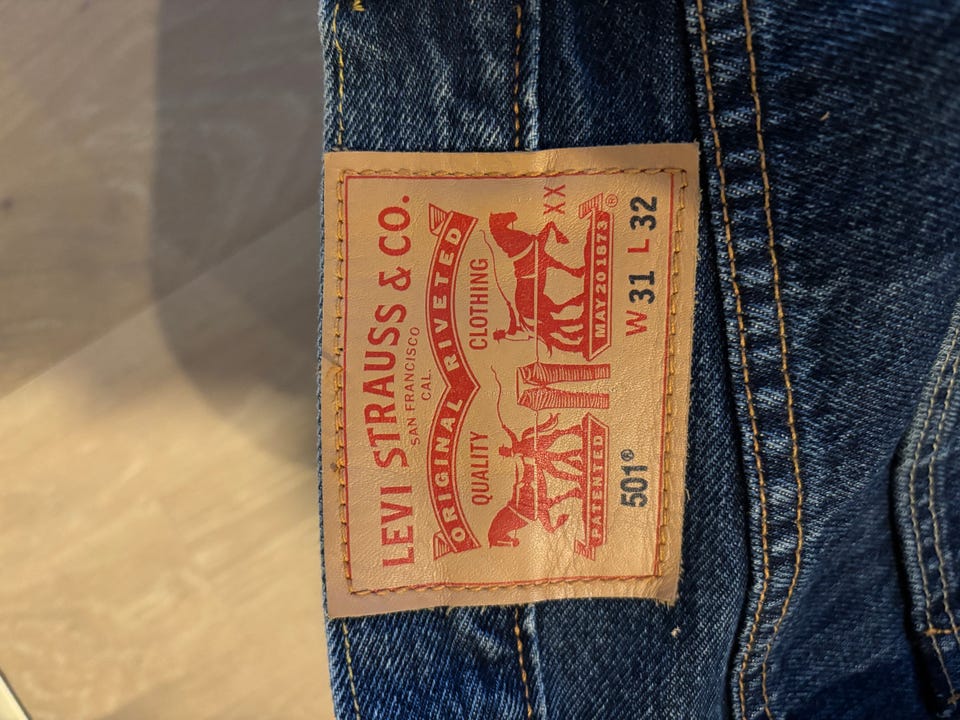 LEVI STRAUSS & CO.
SAN FRANCISCO
CAL.
ORIGINAL RIVETED
QUALITY CLOTHING
XX
PATENTED MAY 20 1873 ®
501® W 31 L 32